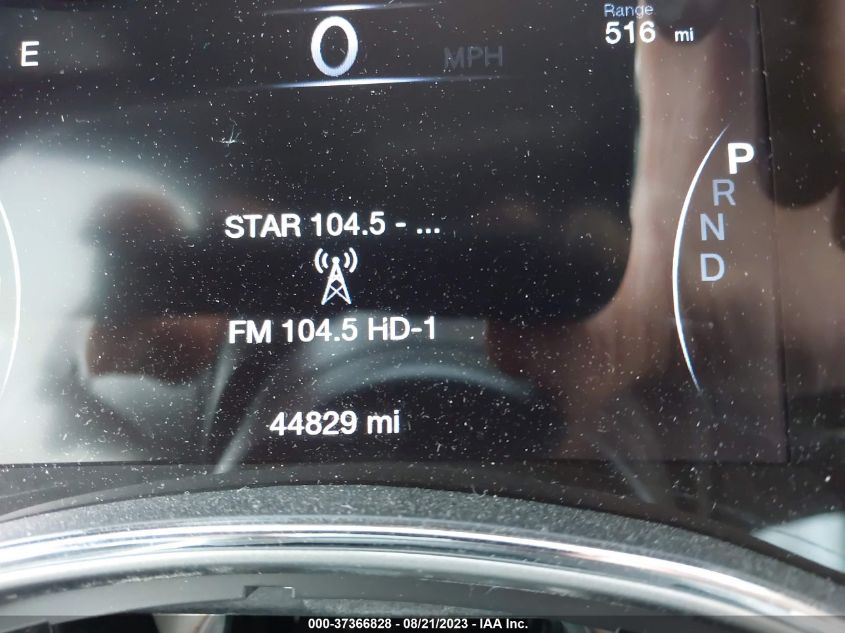 Range
516 mi
E
0
MPH
P
R
N
D
STAR 104.5 - ...
FM 104.5 HD-1
44829 mi
000-37366828 - 08/21/2023 - IAA Inc.